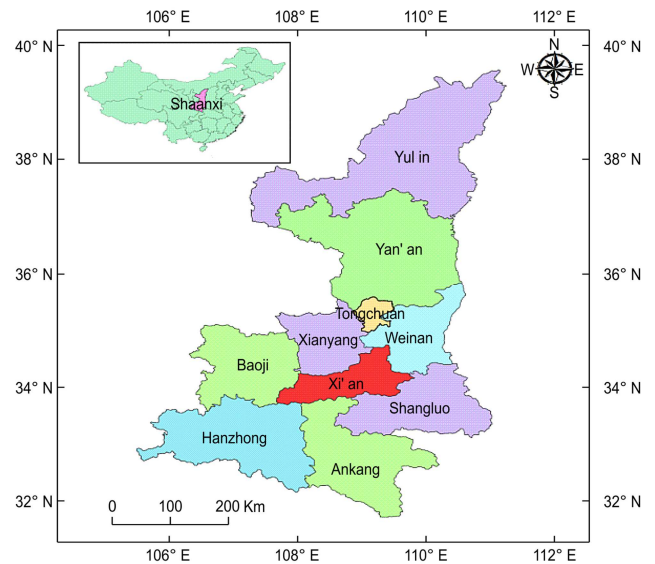 106° E 108° E 110° E 112° E
40° N
38° N
36° N
34° N
32° N
Shaanxi
N
W E
S
40° N
38° N
36° N
34° N
32° N
Yul in
Yan' an
Tongchuan
Xianyang
Weinan
Baoji
Xi' an
Shangluo
Hanzhong
Ankang
0 100 200 Km
106° E 108° E 110° E 112° E